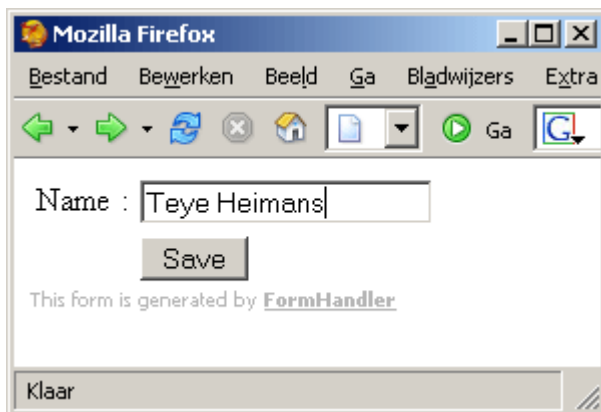 Mozilla Firefox
Bestand Bewerken Beeld Ga Bladwijzers Extra
Ga G
Name : Teye Heimans
Save
This form is generated by FormHandler
Klaar